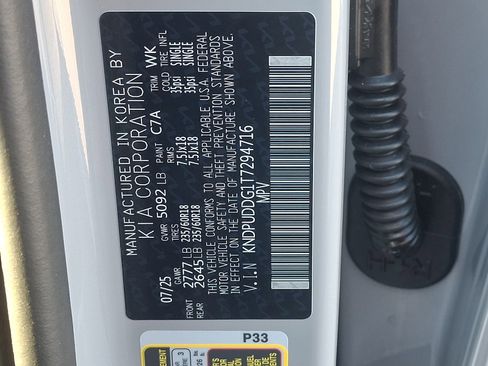 MANUFACTURED IN KOREA BY
KIA CORPORATION
07/25 GVWR 5092 LB PAINT C7A TRIM WK
GAWR TIRES RIMS COLD TIRE INFL
FRONT 2777 LB 235/60R18 7.5Jx18 35psi SINGLE
REAR 2645 LB 235/60R18 7.5Jx18 35psi SINGLE
THIS VEHICLE CONFORMS TO ALL APPLICABLE U.S.A. FEDERAL
MOTOR VEHICLE SAFETY AND THEFT PREVENTION STANDARDS
IN EFFECT ON THE DATE OF MANUFACTURE SHOWN ABOVE.
V.I.N KNDPUDDG1T7294716
MPV
P33